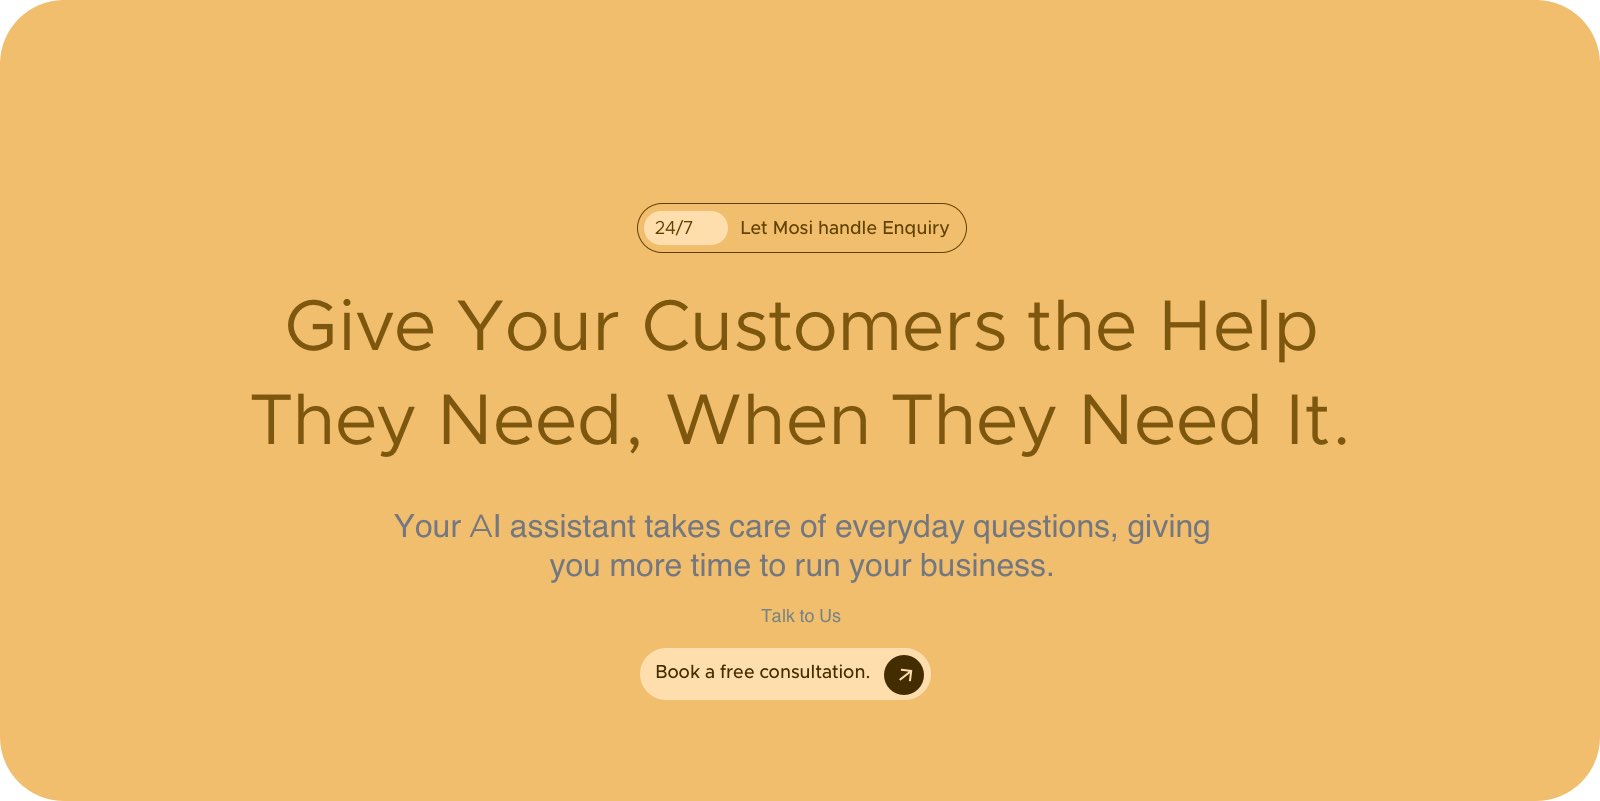 24/7 Let Mosi handle Enquiry
Give Your Customers the Help
They Need, When They Need It.
Your AI assistant takes care of everyday questions, giving
you more time to run your business.
Talk to Us
Book a free consultation.